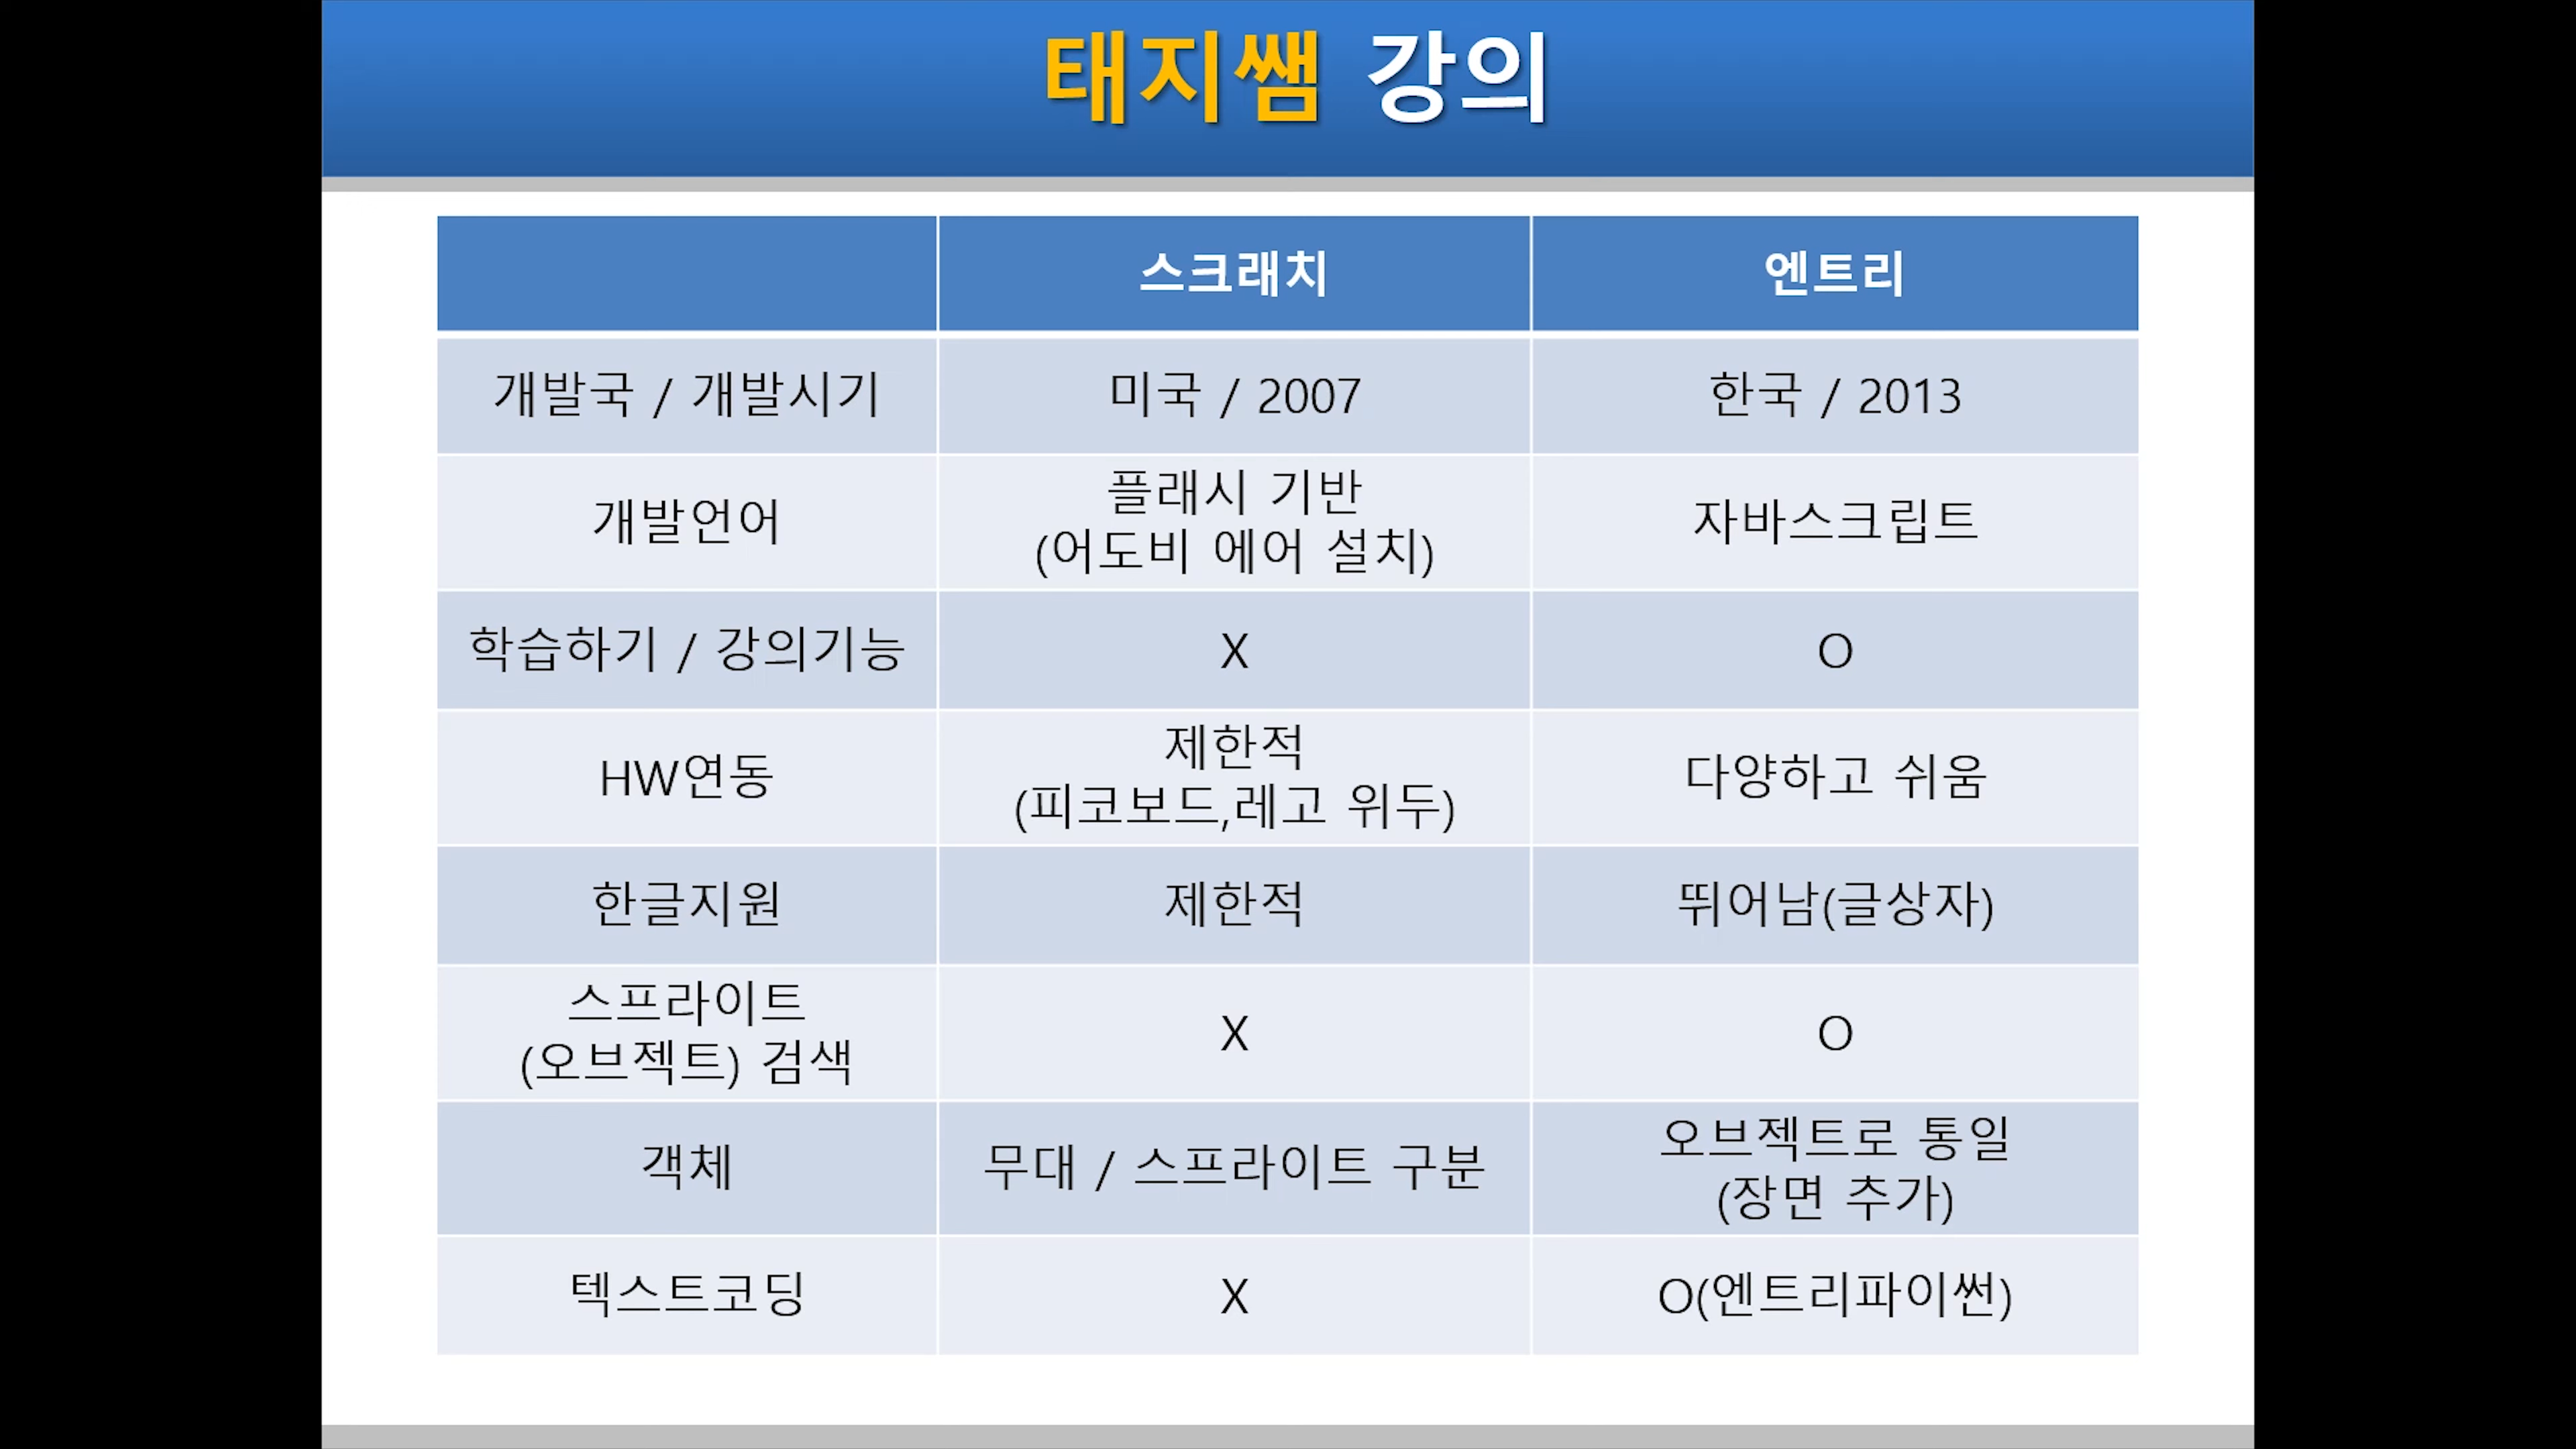 태지쌤 강의
스크래치 엔트리
개발국 / 개발시기 미국 / 2007 한국 / 2013
개발언어 플래시 기반 자바스크립트
(어도비 에어 설치)
학습하기 / 강의기능 X O
HW연동 제한적 다양하고 쉬움
(피코보드,레고 위두)
한글지원 제한적 뛰어남(글상자)
스프라이트 X O
(오브젝트) 검색
객체 무대 / 스프라이트 구분 오브젝트로 통일
(장면 추가)
텍스트코딩 X O(엔트리파이썬)